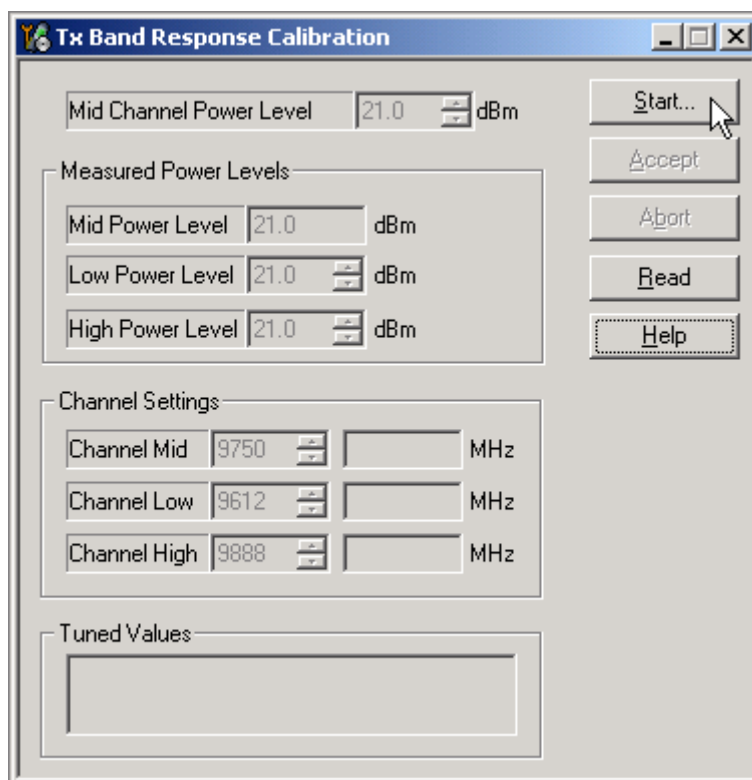 Tx Band Response Calibration
Mid Channel Power Level 21.0 dBm
Start...
Measured Power Levels
Accept
Mid Power Level 21.0 dBm
Abort
Low Power Level 21.0 dBm
Read
High Power Level 21.0 dBm
Help
Channel Settings
Channel Mid 9750 MHz
Channel Low 9612 MHz
Channel High 9888 MHz
Tuned Values